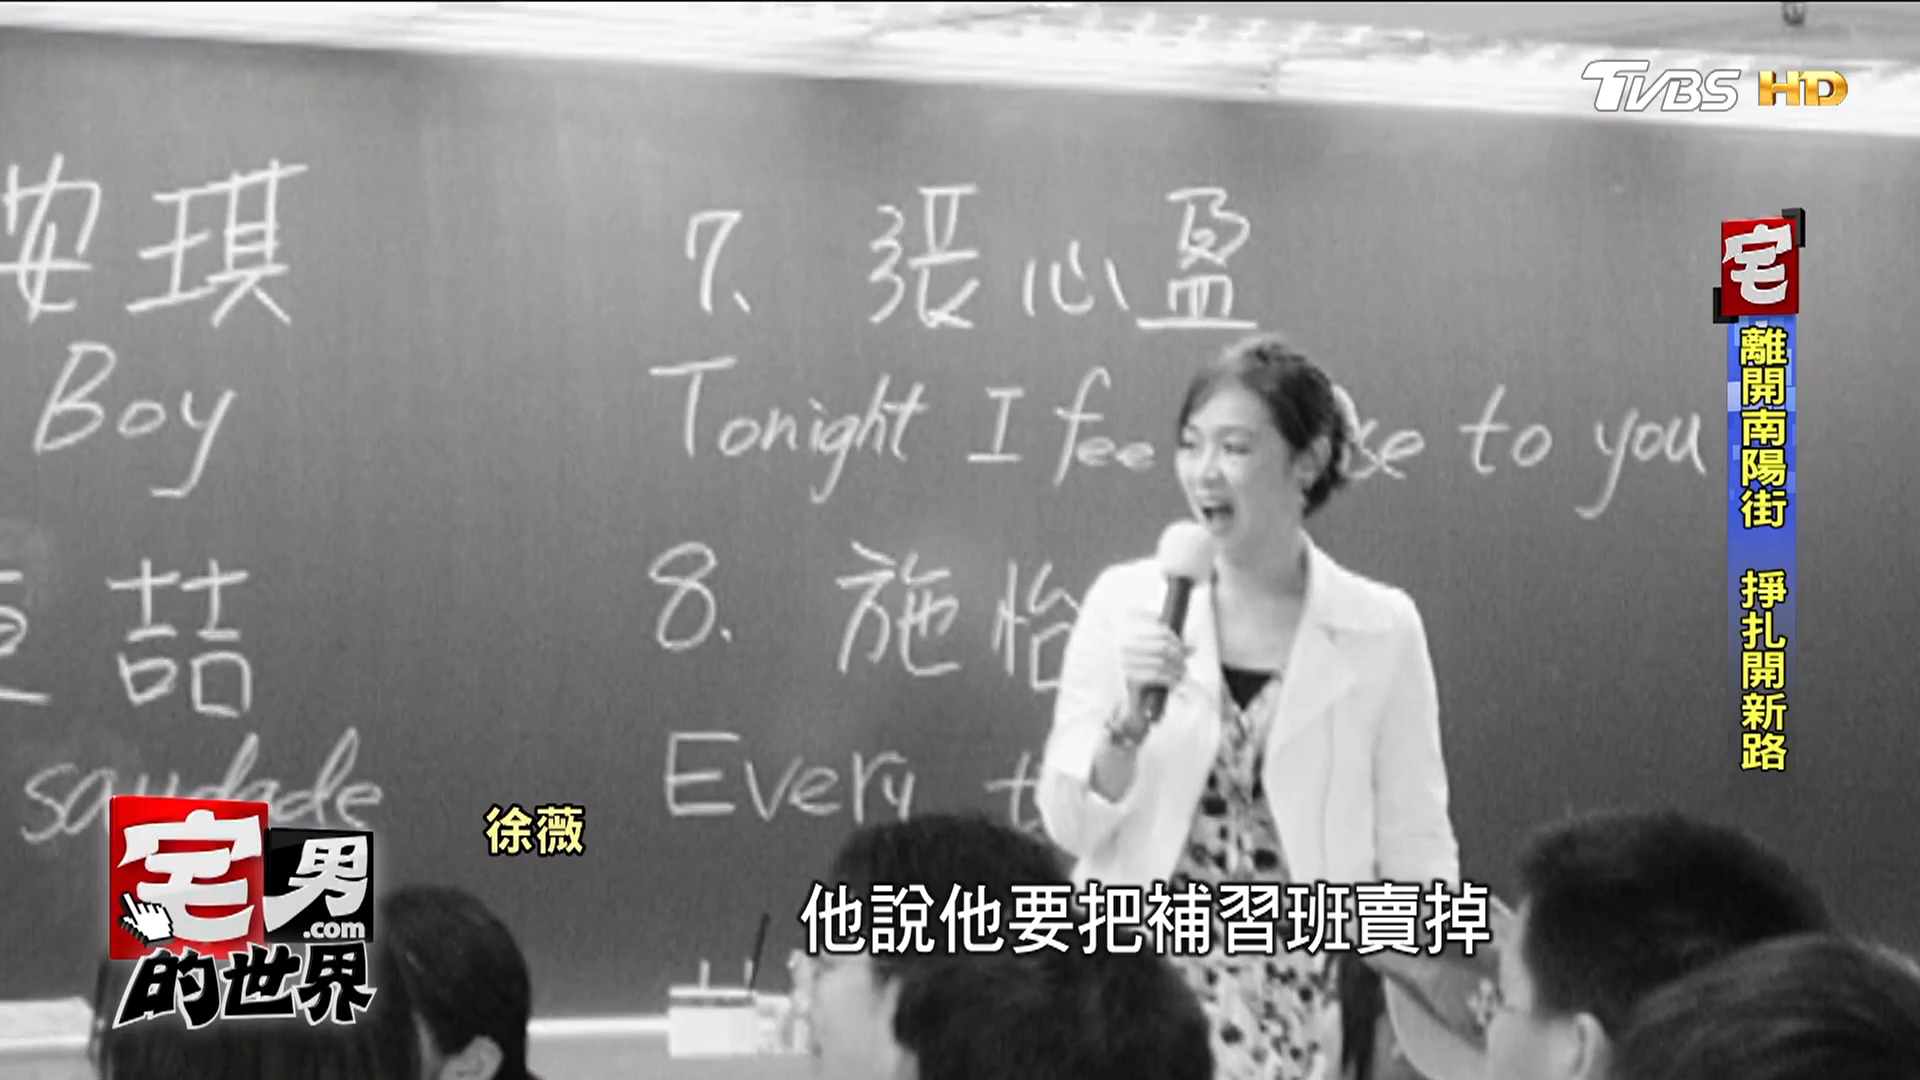 TVBS HD
安琪
7、張心盈
Boy
Tonight I fee se to you
喆
8. 施怡
saudade
Every t
宅
離開南陽街 掙扎開新路
徐薇
他說他要把補習班賣掉
宅男.com
的世界